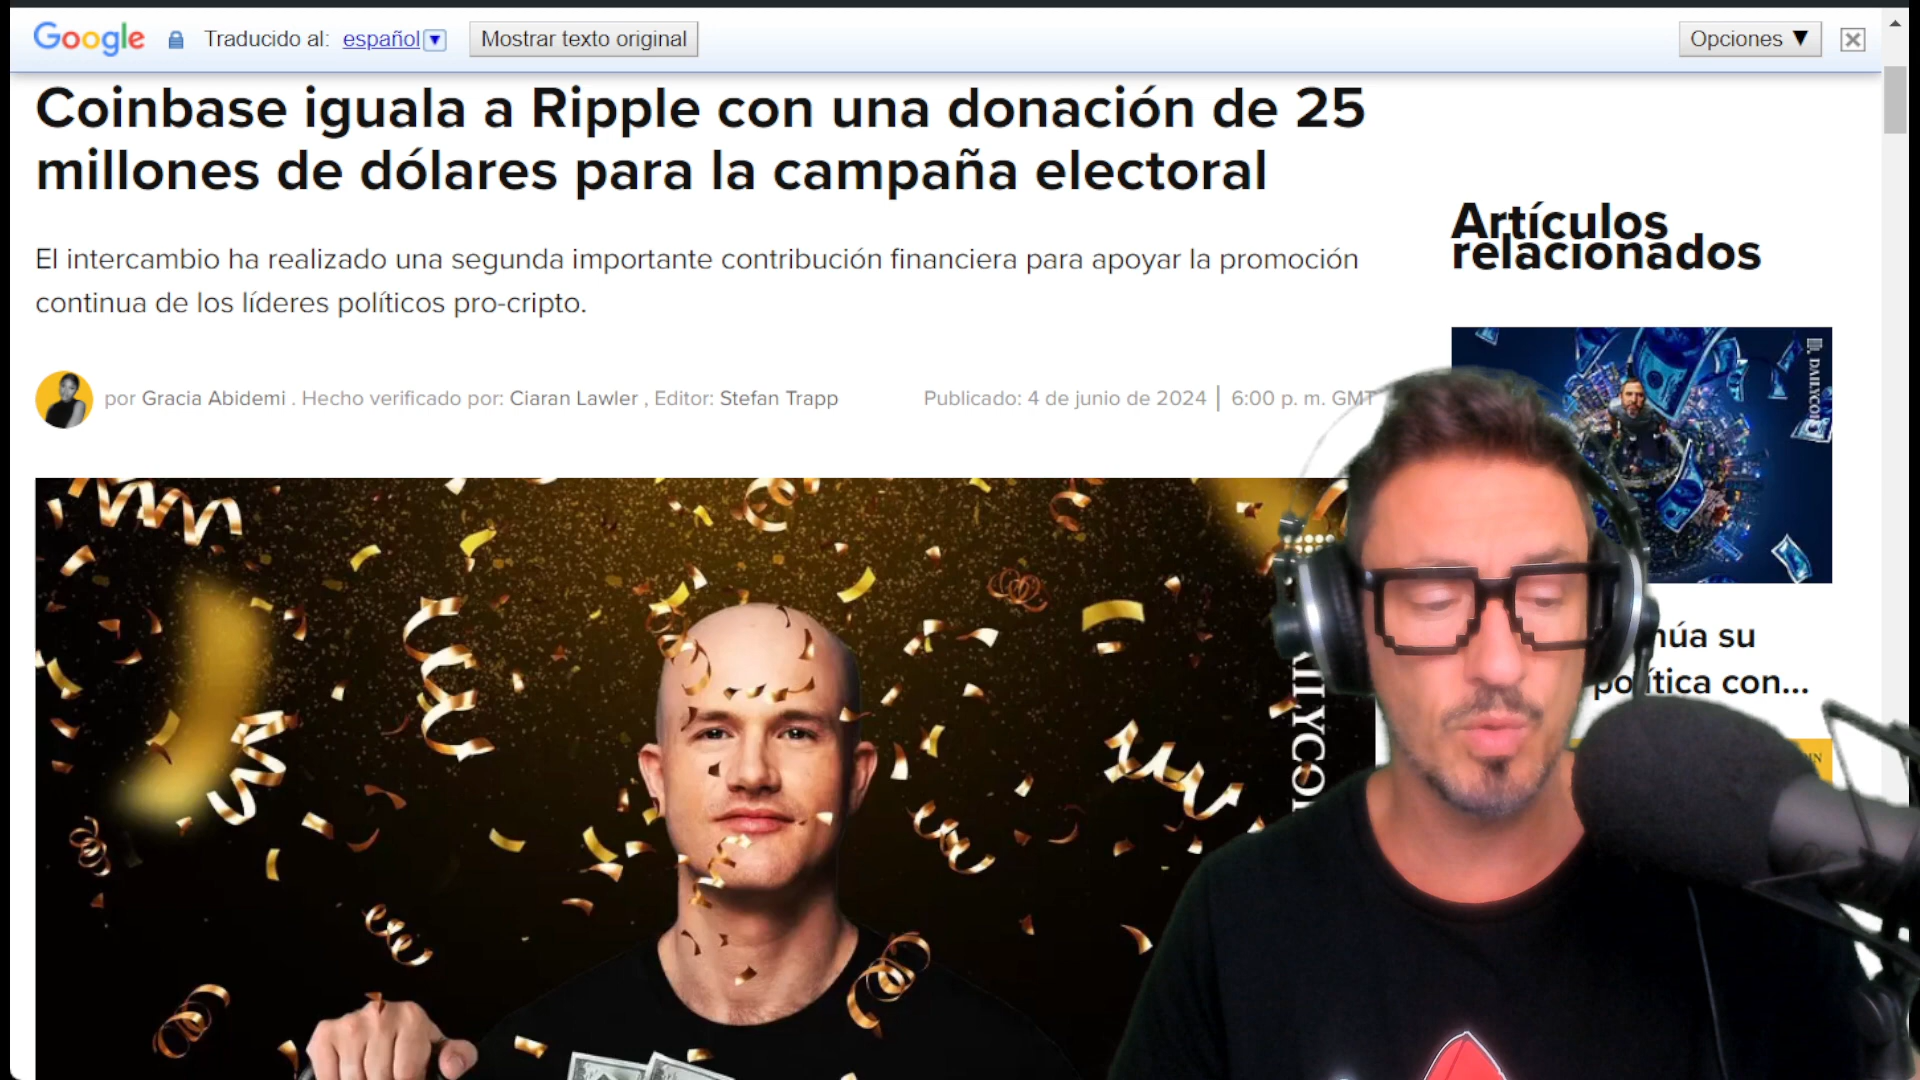 Google
Traducido al: español
Mostrar texto original
Opciones ▼
Coinbase iguala a Ripple con una donación de 25
millones de dólares para la campaña electoral
El intercambio ha realizado una segunda importante contribución financiera para apoyar la promoción
continua de los líderes políticos pro-cripto.
por Gracia Abidemi . Hecho verificado por: Ciaran Lawler , Editor: Stefan Trapp
Publicado: 4 de junio de 2024 | 6:00 p. m. GMT
Artículos
relacionados
DAILYCOIN
núa su
política con...